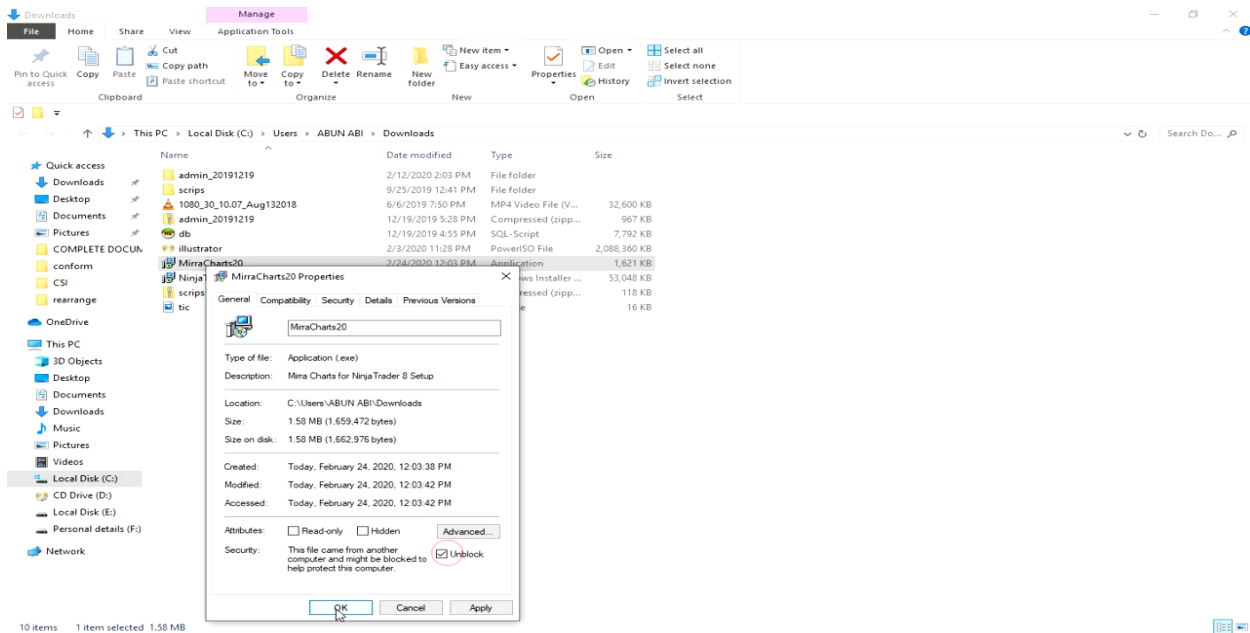 Downloads
Manage
File Home Share View Application Tools
Pin to Quick access
Copy
Paste
Cut
Copy path
Paste shortcut
Clipboard
Move to
Copy to
Delete
Rename
Organize
New folder
New item
Easy access
New
Properties
Open
Edit
History
Open
Select all
Select none
Invert selection
Select
This PC › Local Disk (C:) › Users › ABUN ABI › Downloads
Search Do...
Name Date modified Type Size
admin_20191219 2/12/2020 2:03 PM File folder
scrips 9/25/2019 12:41 PM File folder
1080_30_10.07_Aug132018 6/6/2019 7:50 PM MP4 Video File (V... 32,600 KB
admin_20191219 12/19/2019 5:28 PM Compressed (zipp... 967 KB
db 12/19/2019 4:55 PM SQL-Script 7,792 KB
illustrator 2/3/2020 11:28 PM PowerISO File 2,088,360 KB
MirraCharts20 2/24/2020 12:03 PM Application 1,621 KB
53,048 KB
scrips 118 KB
tic 16 KB
Quick access
Downloads
Desktop
Documents
Pictures
COMPLETE DOCUM
conform
CSI
rearrange
OneDrive
This PC
3D Objects
Desktop
Documents
Downloads
Music
Pictures
Videos
Local Disk (C:)
CD Drive (D:)
Local Disk (E:)
Personal details (F:)
Network
MirraCharts20 Properties
General Compatibility Security Details Previous Versions
MirraCharts20
Type of file: Application (.exe)
Description: Mirra Charts for NinjaTrader 8 Setup
Location: C:\Users\ABUN ABI\Downloads
Size: 1.58 MB (1,659,472 bytes)
Size on disk: 1.58 MB (1,662,976 bytes)
Created: Today, February 24, 2020, 12:03:38 PM
Modified: Today, February 24, 2020, 12:03:42 PM
Accessed: Today, February 24, 2020, 12:03:42 PM
Attributes: Read-only Hidden Advanced...
Security: This file came from another
computer and might be blocked to
help protect this computer.
Unblock
OK Cancel Apply
10 items 1 item selected 1.58 MB